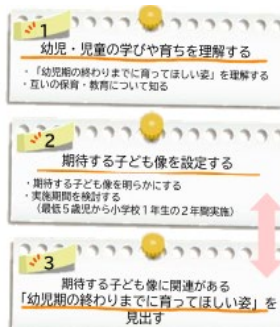 1
幼児・児童の学びや育ちを理解する
・「幼児期の終わりまでに育ってほしい姿」を理解する
・互いの保育・教育について知る
2
期待する子ども像を設定する
・期待する子ども像を明らかにする
・実施期間を検討する
（最低５歳児から小学校１年生の２年間実施）
3
期待する子ども像に関連がある
「幼児期の終わりまでに育ってほしい姿」を
見出す